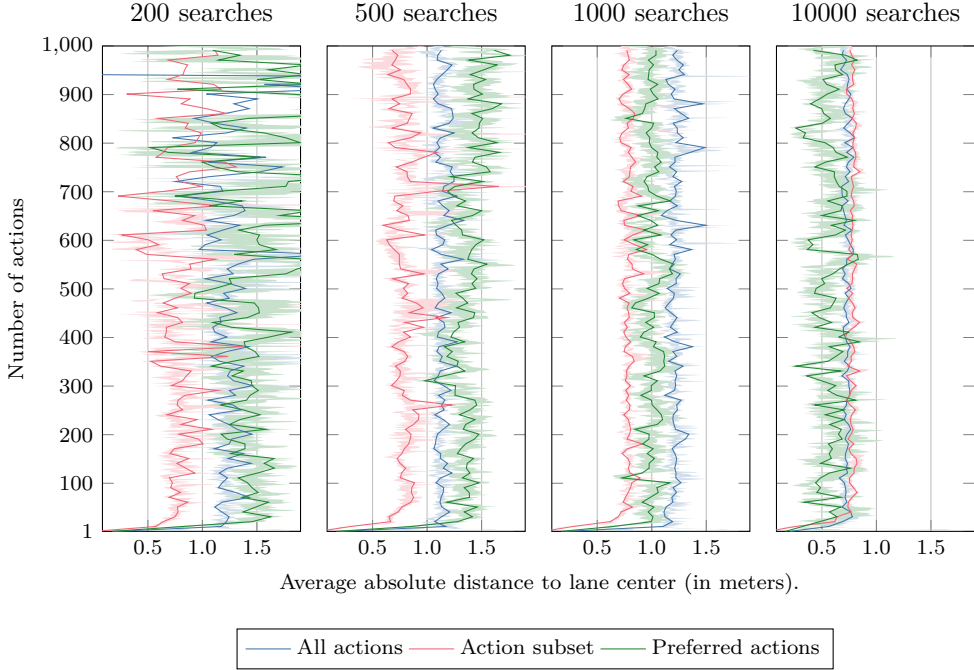 200 searches 500 searches 1000 searches 10000 searches
1,000
900
800
700
600
500
400
300
200
100
1
Number of actions
0.5 1.0 1.5 0.5 1.0 1.5 0.5 1.0 1.5 0.5 1.0 1.5
Average absolute distance to lane center (in meters).
All actions Action subset Preferred actions